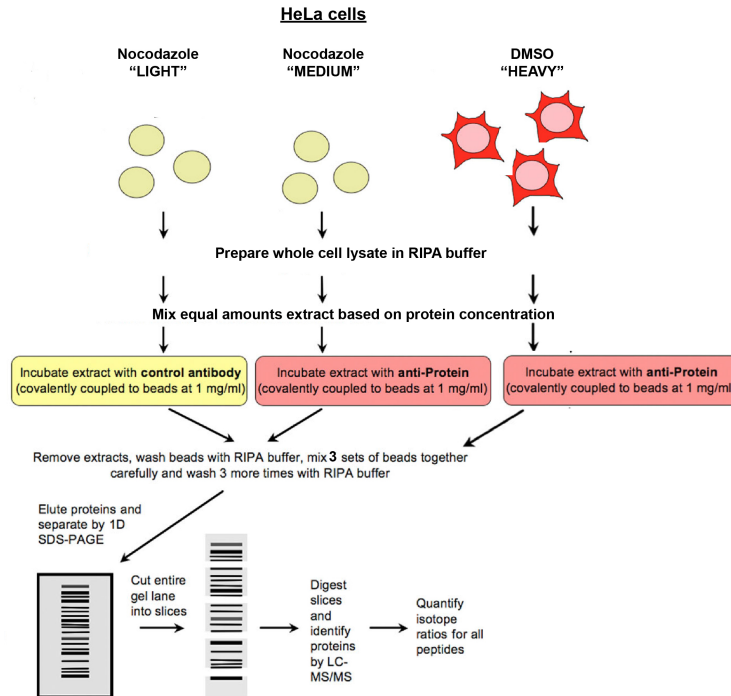 HeLa cells
Nocodazole
“LIGHT”
Nocodazole
“MEDIUM”
DMSO
“HEAVY”
Prepare whole cell lysate in RIPA buffer
Mix equal amounts extract based on protein concentration
Incubate extract with control antibody
(covalently coupled to beads at 1 mg/ml)
Incubate extract with anti-Protein
(covalently coupled to beads at 1 mg/ml)
Incubate extract with anti-Protein
(covalently coupled to beads at 1 mg/ml)
Remove extracts, wash beads with RIPA buffer, mix 3 sets of beads together
carefully and wash 3 more times with RIPA buffer
Elute proteins and
separate by 1D
SDS-PAGE
Cut entire
gel lane
into slices
Digest
slices
and
identify
proteins
by LC-
MS/MS
Quantify
isotope
ratios for all
peptides